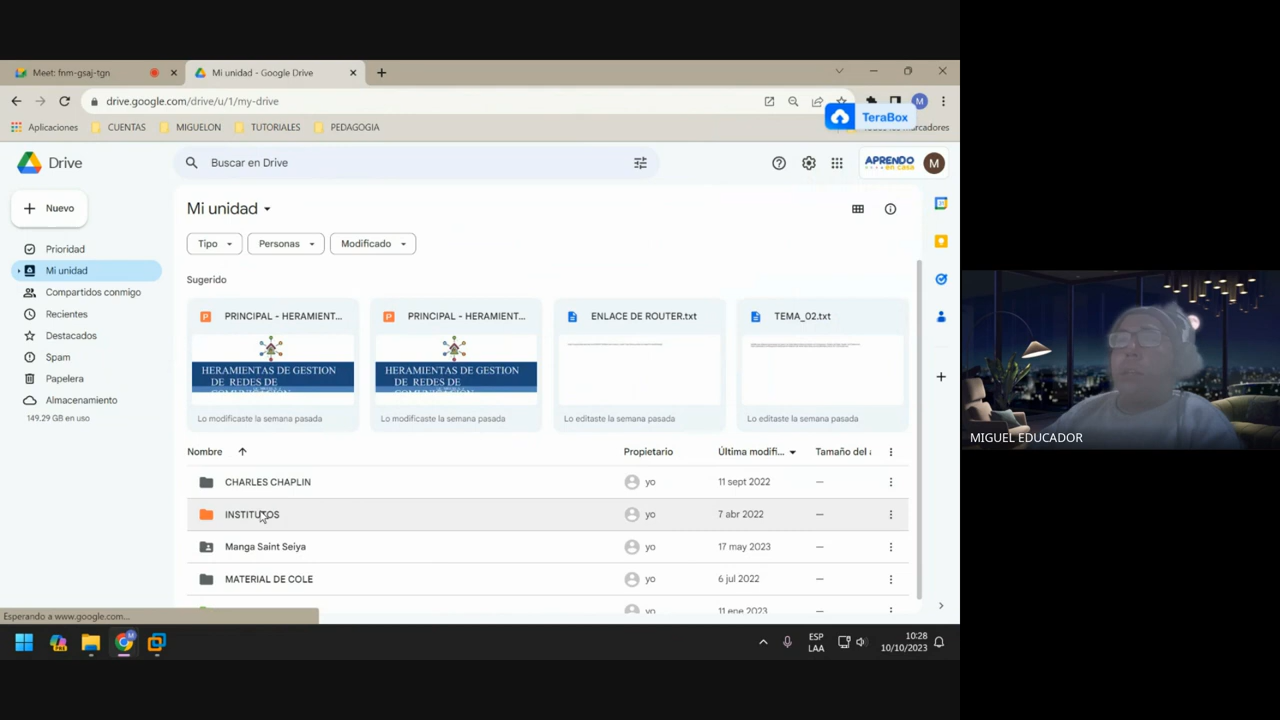 Meet: fnm-gsaj-tgn
Mi unidad - Google Drive
drive.google.com/drive/u/1/my-drive
M
Aplicaciones
CUENTAS
MIGUELON
TUTORIALES
PEDAGOGIA
marcadores
TeraBox
Drive
Buscar en Drive
APRENDO
en casa
M
Nuevo
Prioridad
Mi unidad
Compartidos conmigo
Recientes
Destacados
Spam
Papelera
Almacenamiento
149.29 GB en uso
Mi unidad
Tipo
Personas
Modificado
Sugerido
PRINCIPAL - HERAMIENT...
HERAMIENTAS DE GESTION
DE REDES DE
Lo modificaste la semana pasada
PRINCIPAL - HERAMIENT...
HERAMIENTAS DE GESTION
DE REDES DE
Lo modificaste la semana pasada
ENLACE DE ROUTER.txt
Lo editaste la semana pasada
TEMA_02.txt
Lo editaste la semana pasada
Nombre Propietario Última modifi... Tamaño del
CHARLES CHAPLIN yo 11 sept 2022 —
INSTITUTOS yo 7 abr 2022 —
Manga Saint Seiya yo 17 may 2023 —
MATERIAL DE COLE yo 6 jul 2022 —
yo 11 ene 2023 —
Esperando a www.google.com...
ESP
LAA
10:28
10/10/2023
MIGUEL EDUCADOR